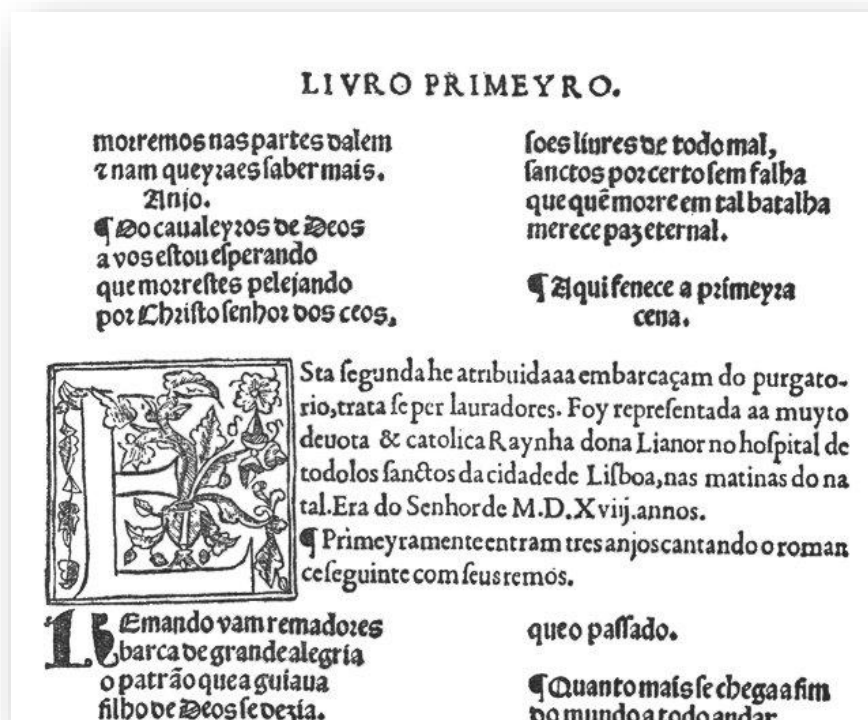 LIVRO PRIMEYRO.
morremos nas partes dalem
⁊ nam queyraes saber mais.
Anjo.
¶ Do caualeyros de Deos
a vos estou esperando
que morrestes pelejando
por Christo senhor dos ceos.
soes liures de todo mal,
sanctos por certo sem falha
que quẽ morre em tal batalha
merece paz eternal.
¶ Aqui fenece a primeyra
cena.
ESta segunda he atribuida aa embarcaçam do purgato-
rio, trata se per lauradores. Foy representada aa muyto
deuota & catolica Raynha dona Lianor no hospital de
todolos sanctos da cidade de Lisboa, nas matinas do na
tal. Era do Senhor de M.D.Xviij. annos.
¶ Primeyramente entram tres anjos cantando o roman
ce seguinte com seus remos.
REmando vam remadores
barca de grande alegria
o patrão que a guiaua
filho de Deos se dezia.
que o passado.
¶ Quanto mais se chega a fim
do mundo a todo andar